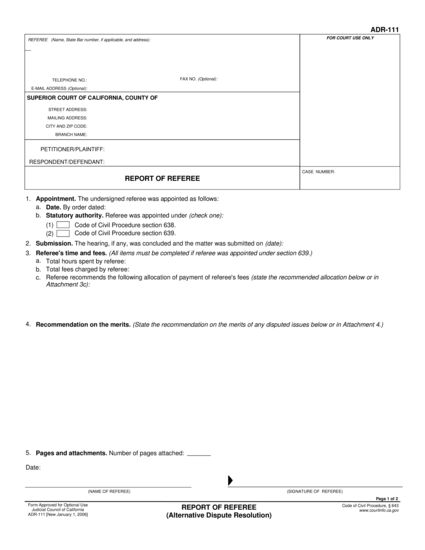 ADR-111
REFEREE (Name, State Bar number, if applicable, and address):
FOR COURT USE ONLY
TELEPHONE NO.:
FAX NO. (Optional):
E-MAIL ADDRESS (Optional):
SUPERIOR COURT OF CALIFORNIA, COUNTY OF
STREET ADDRESS:
MAILING ADDRESS:
CITY AND ZIP CODE:
BRANCH NAME:
PETITIONER/PLAINTIFF:
RESPONDENT/DEFENDANT:
REPORT OF REFEREE
CASE NUMBER:
1. Appointment. The undersigned referee was appointed as follows:
a. Date. By order dated:
b. Statutory authority. Referee was appointed under (check one):
(1) Code of Civil Procedure section 638.
(2) Code of Civil Procedure section 639.
2. Submission. The hearing, if any, was concluded and the matter was submitted on (date):
3. Referee's time and fees. (All items must be completed if referee was appointed under section 639.)
a. Total hours spent by referee:
b. Total fees charged by referee:
c. Referee recommends the following allocation of payment of referee's fees (state the recommended allocation below or in
Attachment 3c):
4. Recommendation on the merits. (State the recommendation on the merits of any disputed issues below or in Attachment 4.)
5. Pages and attachments. Number of pages attached: _______
Date:
(NAME OF REFEREE)
(SIGNATURE OF REFEREE)
Page 1 of 2
Form Approved for Optional Use
Judicial Council of California
ADR-111 [New January 1, 2006]
REPORT OF REFEREE
(Alternative Dispute Resolution)
Code of Civil Procedure, § 643
www.courtinfo.ca.gov